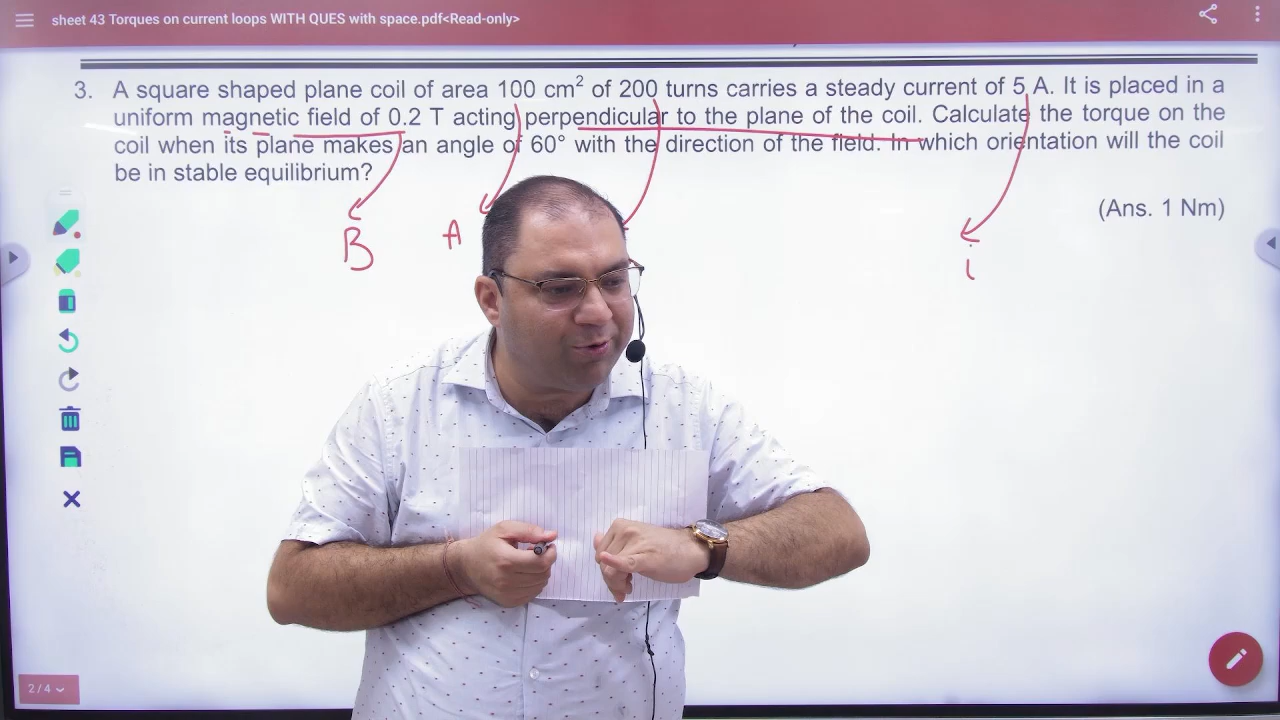 sheet 43 Torques on current loops WITH QUES with space.pdf<Read-only>
3. A square shaped plane coil of area 100 cm² of 200 turns carries a steady current of 5 A. It is placed in a
uniform magnetic field of 0.2 T acting perpendicular to the plane of the coil. Calculate the torque on the
coil when its plane makes an angle of 60° with the direction of the field. In which orientation will the coil
be in stable equilibrium?
(Ans. 1 Nm)
B A i
2/4